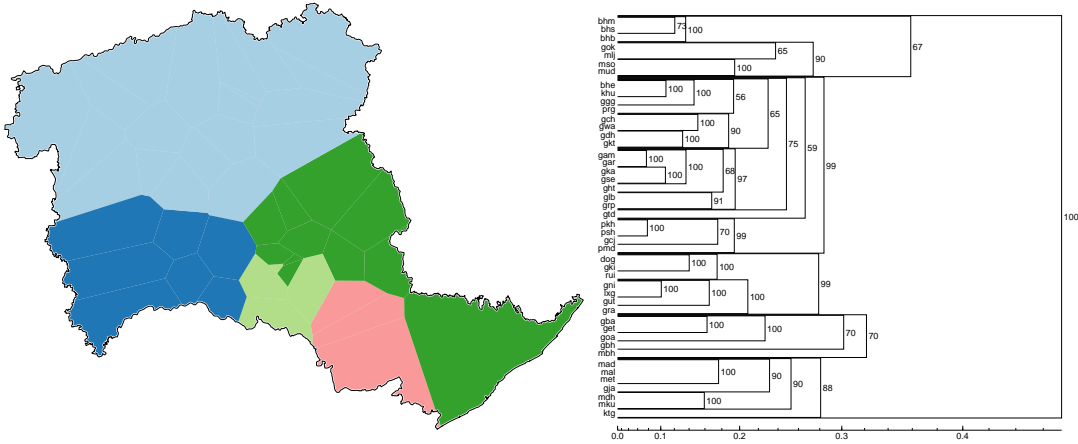 bhm
bhs 73 100
bhb
gok 65 67
mlj 90
mso 100
mud
bhe
khu 100 100
ggg 56
prg 65
gch
gwa 100
gdh 90
gkt 100 75 59
gam
gar 100 99
gka 68
gse 100 97
ght
glb
grp 91
gtd 100
pkh
psh 100 70
gcj 99
pmd
dog
gki 100 100
rui
gni 99
lxg 100
gut 100 100
gra
gba
get 100 100
goa 70 70
gbh
mbh
mad
mal 100
met 90 90
gja 88
mdh
mku 100
ktg
0.0 0.1 0.2 0.3 0.4